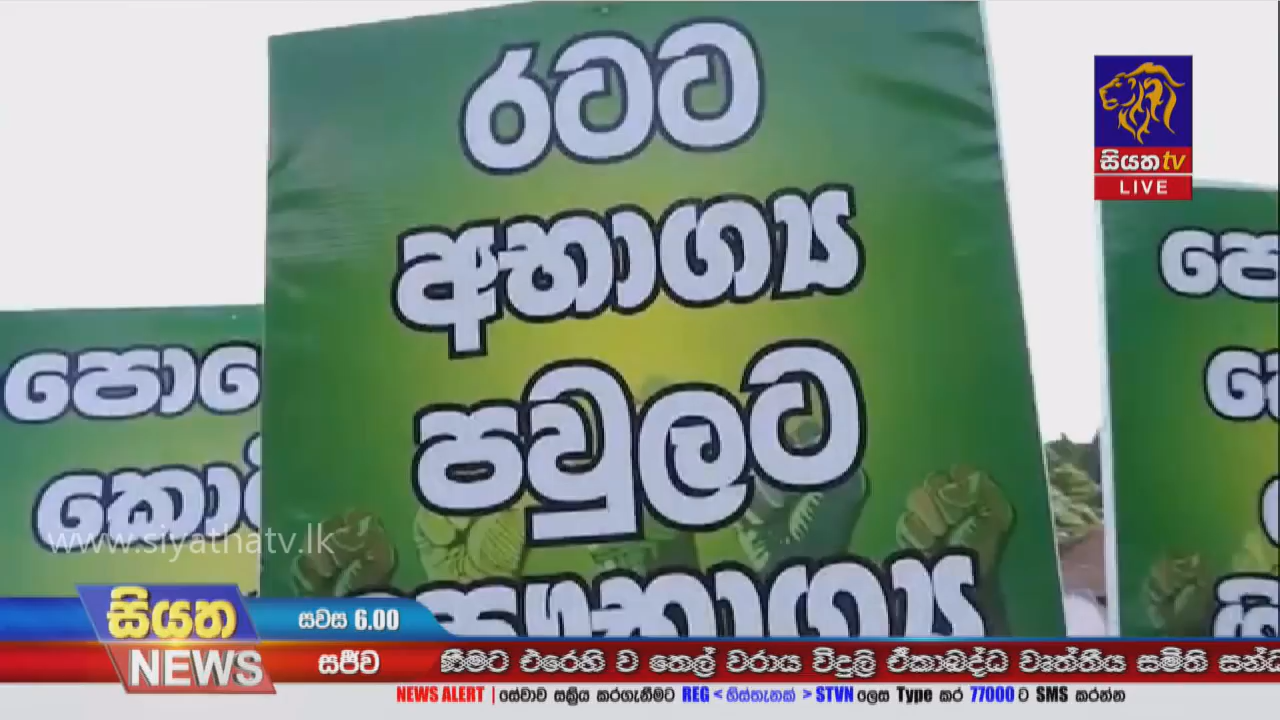 රටට
අභාග්‍ය
පවුලට
සෞභාග්‍ය
සියත tv
LIVE
www.siyathatv.lk
සියත
NEWS
සවස 6.00
සජීව
ණීමට එරෙහි ව තෙල් වරාය විදුලි ඒකාබද්ධ වෘත්තීය සමිති
NEWS ALERT | සේවාව සක්‍රීය කරගැනීමට REG < හිස්තැනක් > STVN ලෙස Type කර 77000 ට SMS කරන්න